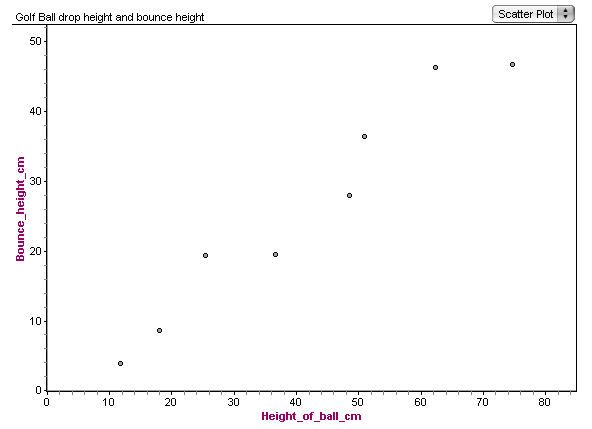 Golf Ball drop height and bounce height
Scatter Plot
50
40
30
20
10
0
Bounce_height_cm
0 10 20 30 40 50 60 70 80
Height_of_ball_cm